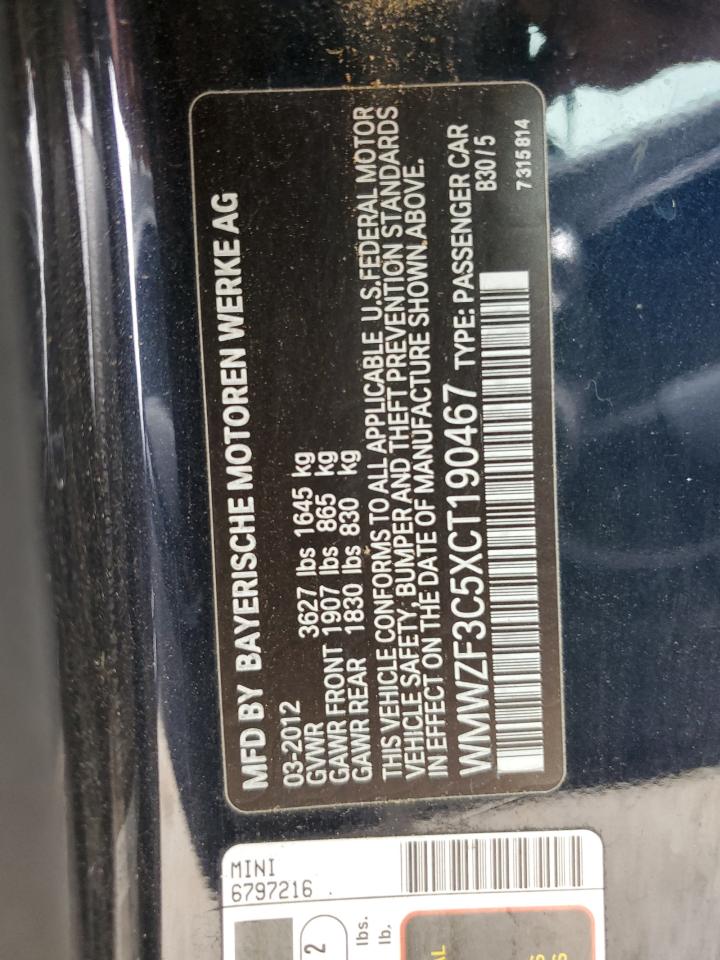 MFD BY BAYERISCHE MOTOREN WERKE AG
03-2012
GVWR 3627 lbs 1645 kg
GAWR FRONT 1907 lbs 865 kg
GAWR REAR 1830 lbs 830 kg
THIS VEHICLE CONFORMS TO ALL APPLICABLE U.S.FEDERAL MOTOR
VEHICLE SAFETY, BUMPER AND THEFT PREVENTION STANDARDS
IN EFFECT ON THE DATE OF MANUFACTURE SHOWN ABOVE.
WMWZF3C5XCT190467 TYPE: PASSENGER CAR
B30/5
7315814
MINI
6797216
2
lbs.
lb.